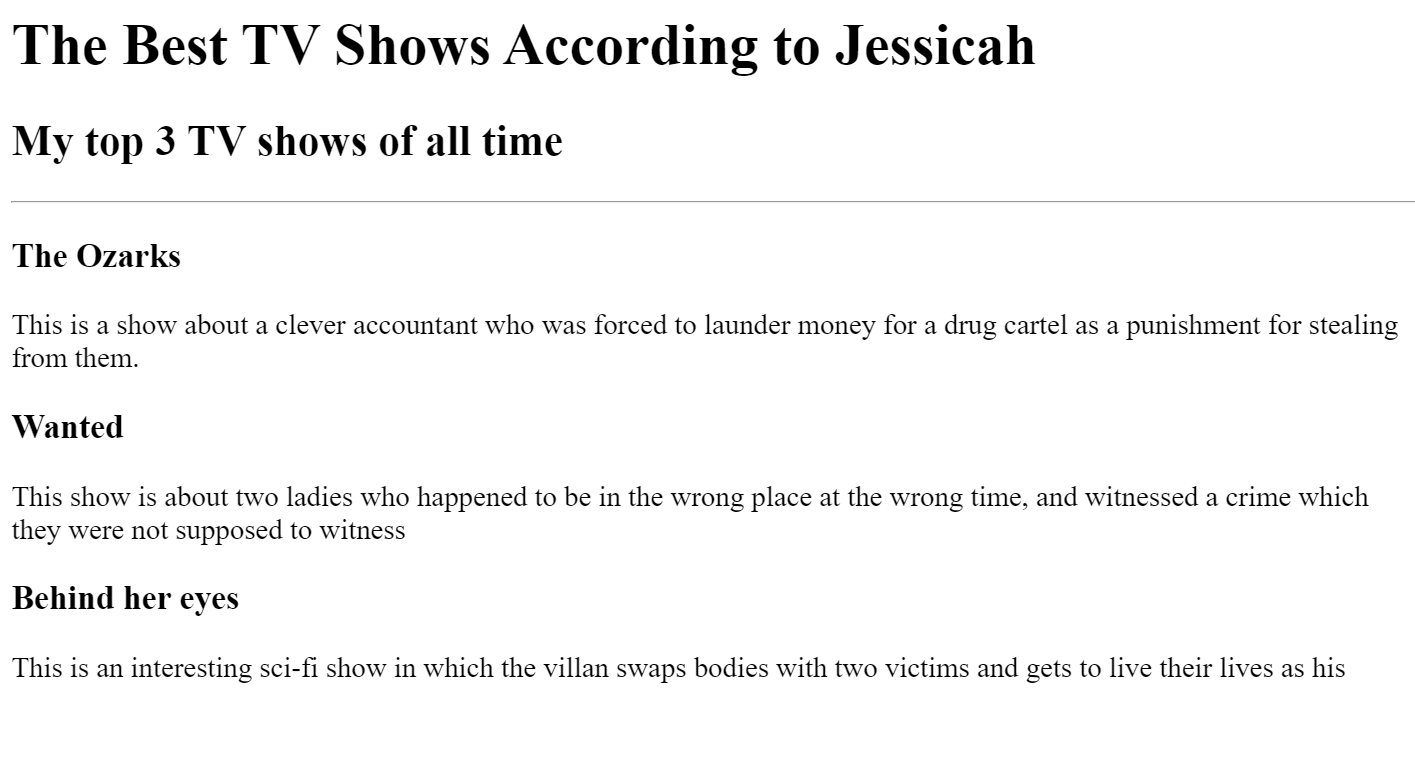 The Best TV Shows According to Jessicah
My top 3 TV shows of all time
The Ozarks
This is a show about a clever accountant who was forced to launder money for a drug cartel as a punishment for stealing
from them.
Wanted
This show is about two ladies who happened to be in the wrong place at the wrong time, and witnessed a crime which
they were not supposed to witness
Behind her eyes
This is an interesting sci-fi show in which the villan swaps bodies with two victims and gets to live their lives as his